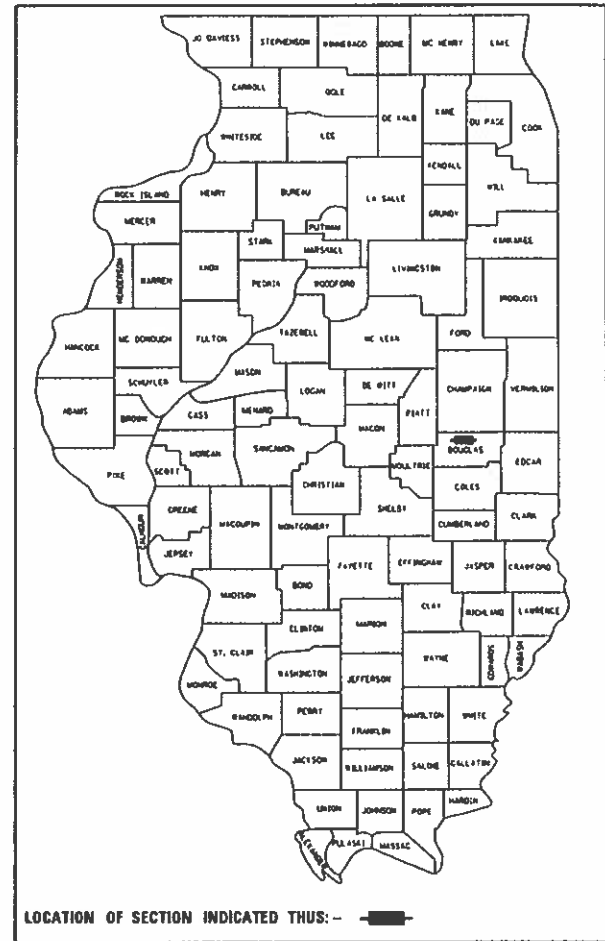 JO DAVIESS STEPHENSON WINNEBAGO BOONE MC HENRY LAKE
CARROLL OGLE
DE KALB KANE DU PAGE COOK
WHITESIDE LEE
KENDALL WILL
ROCK ISLAND HENRY BUREAU LA SALLE
MERCER PUTNAM GRUNDY
STARK MARSHALL KANKAKEE
HENDERSON WARREN KNOX PEORIA WOODFORD LIVINGSTON
IROQUOIS
HANCOCK MC DONOUGH FULTON TAZEWELL MC LEAN FORD
MASON
SCHUYLER LOGAN DE WITT CHAMPAIGN VERMILION
ADAMS BROWN CASS MENARD MACON PIATT
MORGAN SANGAMON DOUGLAS
PIKE SCOTT CHRISTIAN MOULTRIE COLES EDGAR
GREENE MACOUPIN MONTGOMERY SHELBY CUMBERLAND CLARK
CALHOUN JERSEY
FAYETTE EFFINGHAM JASPER CRAWFORD
MADISON BOND
CLAY RICHLAND LAWRENCE
CLINTON MARION
ST. CLAIR WAYNE EDWARDS WABASH
WASHINGTON JEFFERSON
MONROE
RANDOLPH PERRY HAMILTON WHITE
FRANKLIN
JACKSON WILLIAMSON SALINE GALLATIN
UNION JOHNSON POPE HARDIN
ALEXANDER PULASKI MASSAC
LOCATION OF SECTION INDICATED THUS: -